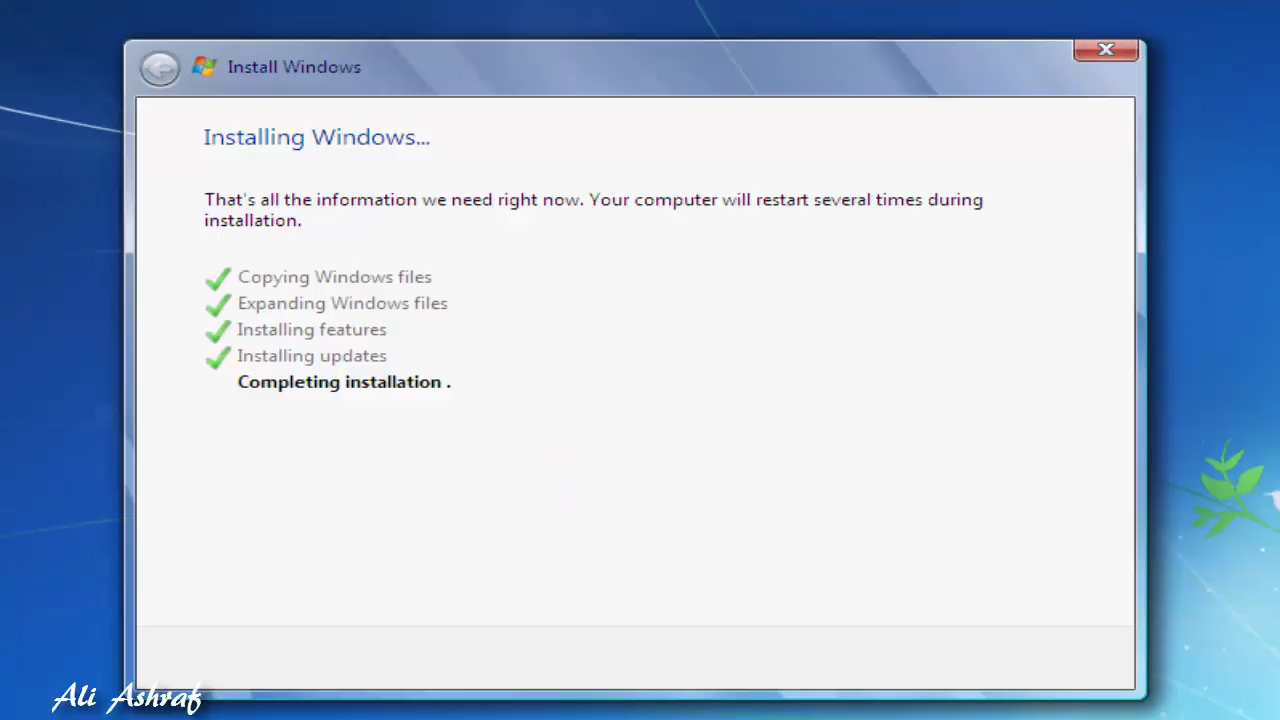 Install Windows
Installing Windows...
That's all the information we need right now. Your computer will restart several times during
installation.
Copying Windows files
Expanding Windows files
Installing features
Installing updates
Completing installation .
Ali Ashraf